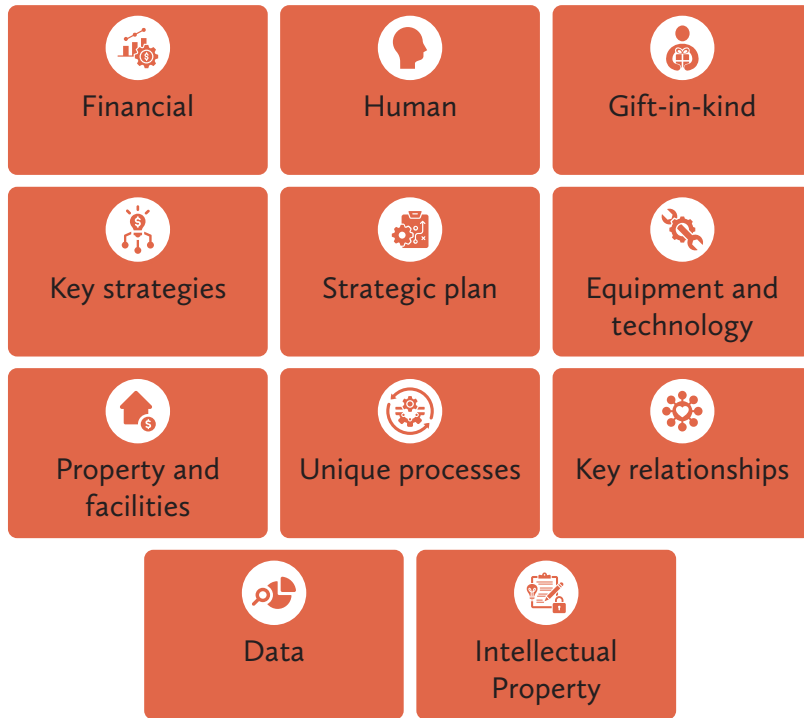 Financial
Human
Gift-in-kind
Key strategies
Strategic plan
Equipment and
technology
Property and
facilities
Unique processes
Key relationships
Data
Intellectual
Property